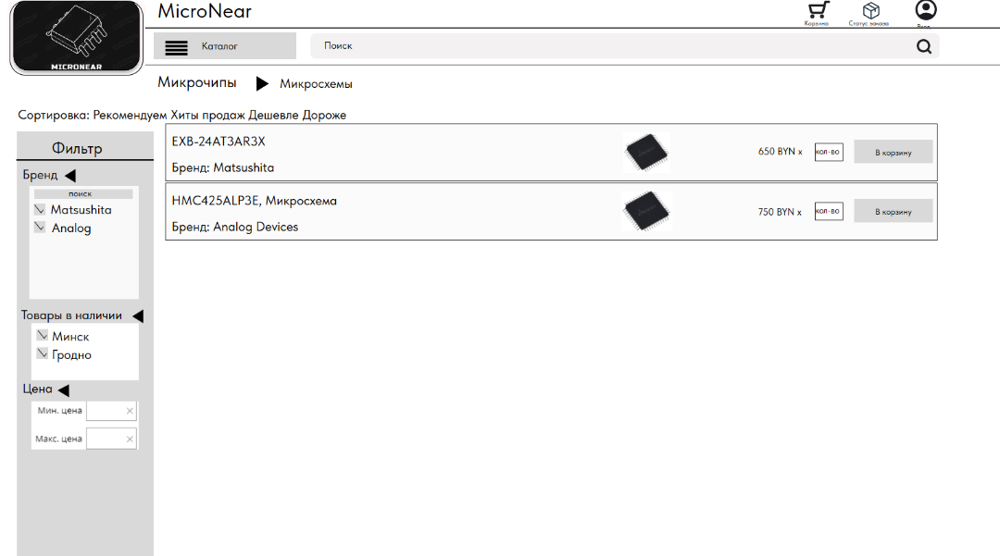 MicroNear
MICRONEAR
Корзина
Статус заказа
Вход
Каталог
Поиск
Микрочипы
Микросхемы
Сортировка: Рекомендуем Хиты продаж Дешевле Дороже
Фильтр
Бренд
поиск
Matsushita
Analog
Товары в наличии
Минск
Гродно
Цена
Мин. цена
Макс. цена
EXB-24AT3AR3X
Бренд: Matsushita
650 BYN x
кол-во
В корзину
HMC425ALP3E, Микросхема
Бренд: Analog Devices
750 BYN x
кол-во
В корзину